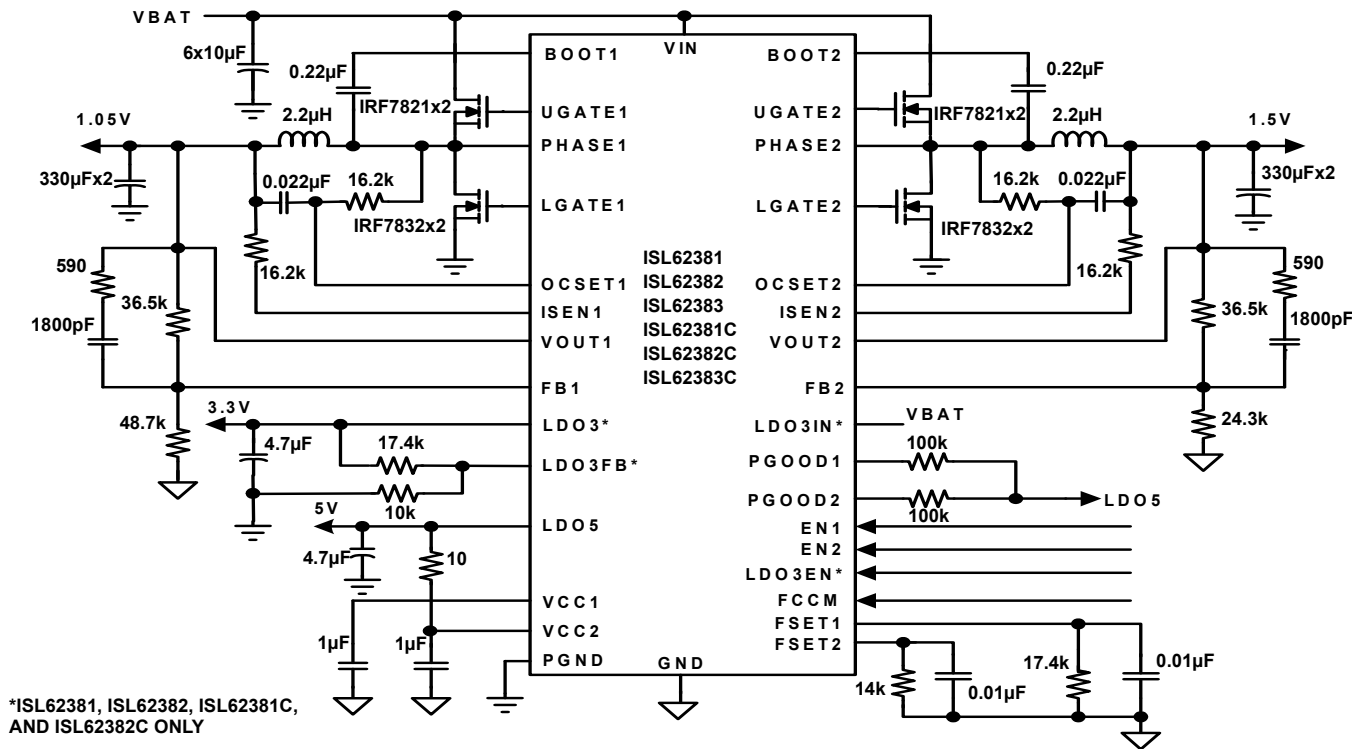 VBAT
6x10µF
0.22µF
IRF7821x2
2.2µH
1.05V
330µFx2
0.022µF
16.2k
IRF7832x2
16.2k
590
36.5k
1800pF
48.7k
3.3V
4.7µF
17.4k
10k
5V
4.7µF
10
1µF
1µF
BOOT1
UGATE1
PHASE1
LGATE1
OCSET1
ISEN1
VOUT1
FB1
LDO3*
LDO3FB*
LDO5
VCC1
VCC2
PGND
VIN
ISL62381
ISL62382
ISL62383
ISL62381C
ISL62382C
ISL62383C
GND
BOOT2
UGATE2
PHASE2
LGATE2
OCSET2
ISEN2
VOUT2
FB2
LDO3IN*
PGOOD1
PGOOD2
EN1
EN2
LDO3EN*
FCCM
FSET1
FSET2
0.22µF
IRF7821x2
2.2µH
1.5V
330µFx2
16.2k
0.022µF
IRF7832x2
16.2k
590
36.5k
1800pF
24.3k
VBAT
100k
LDO5
100k
14k
0.01µF
17.4k
0.01µF
*ISL62381, ISL62382, ISL62381C,
AND ISL62382C ONLY